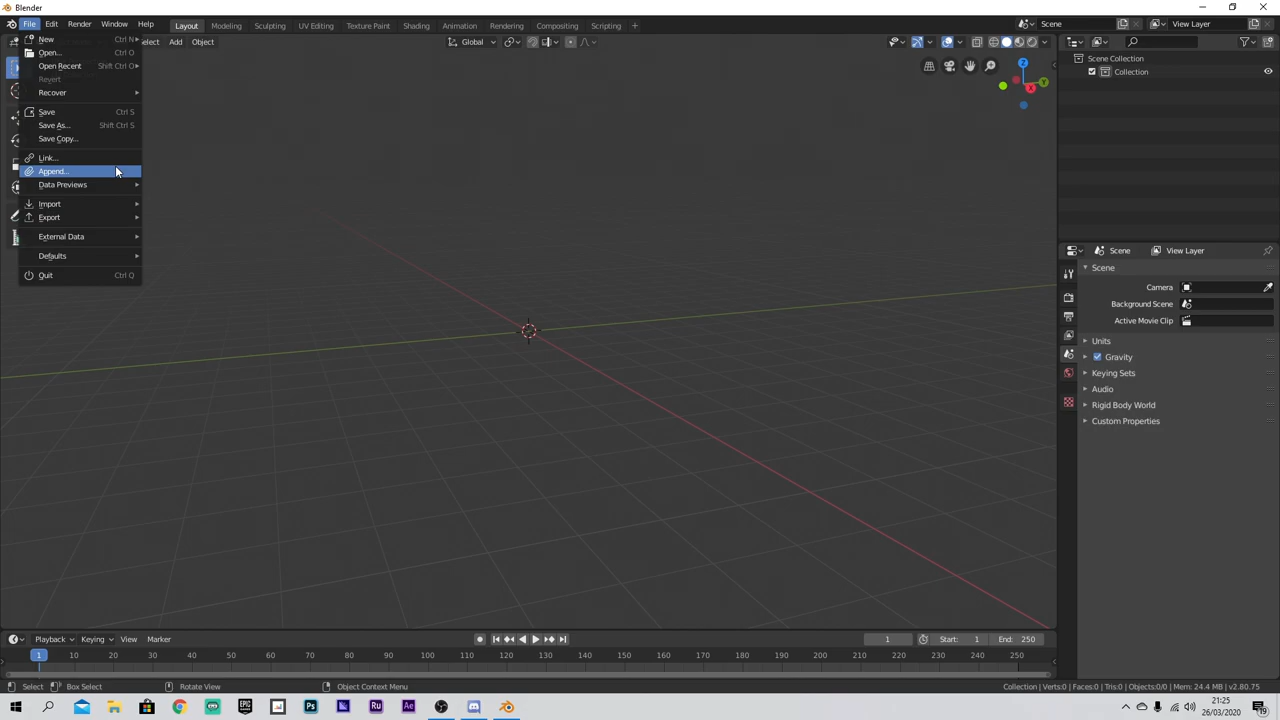 Blender
File Edit Render Window Help Layout Modeling Sculpting UV Editing Texture Paint Shading Animation Rendering Compositing Scripting + Scene View Layer
elect Add Object Global
New Ctrl N
Open... Ctrl O
Open Recent Shift Ctrl O
Revert
Recover
Save Ctrl S
Save As... Shift Ctrl S
Save Copy...
Link...
Append...
Data Previews
Import
Export
External Data
Defaults
Quit Ctrl Q
Z
Y
X
Scene Collection
Collection
Scene View Layer
Scene
Camera
Background Scene
Active Movie Clip
Units
Gravity
Keying Sets
Audio
Rigid Body World
Custom Properties
Playback Keying View Marker 1 Start: 1 End: 250
1 10 20 30 40 50 60 70 80 90 100 110 120 130 140 150 160 170 180 190 200 210 220 230 240 250
Select Box Select Rotate View Object Context Menu Collection | Verts:0 | Faces:0 | Tris:0 | Objects:0/0 | Mem: 24.4 MB | v2.80.75
EPIC GAMES Ps Ru Ae
21:25
26/03/2020
19